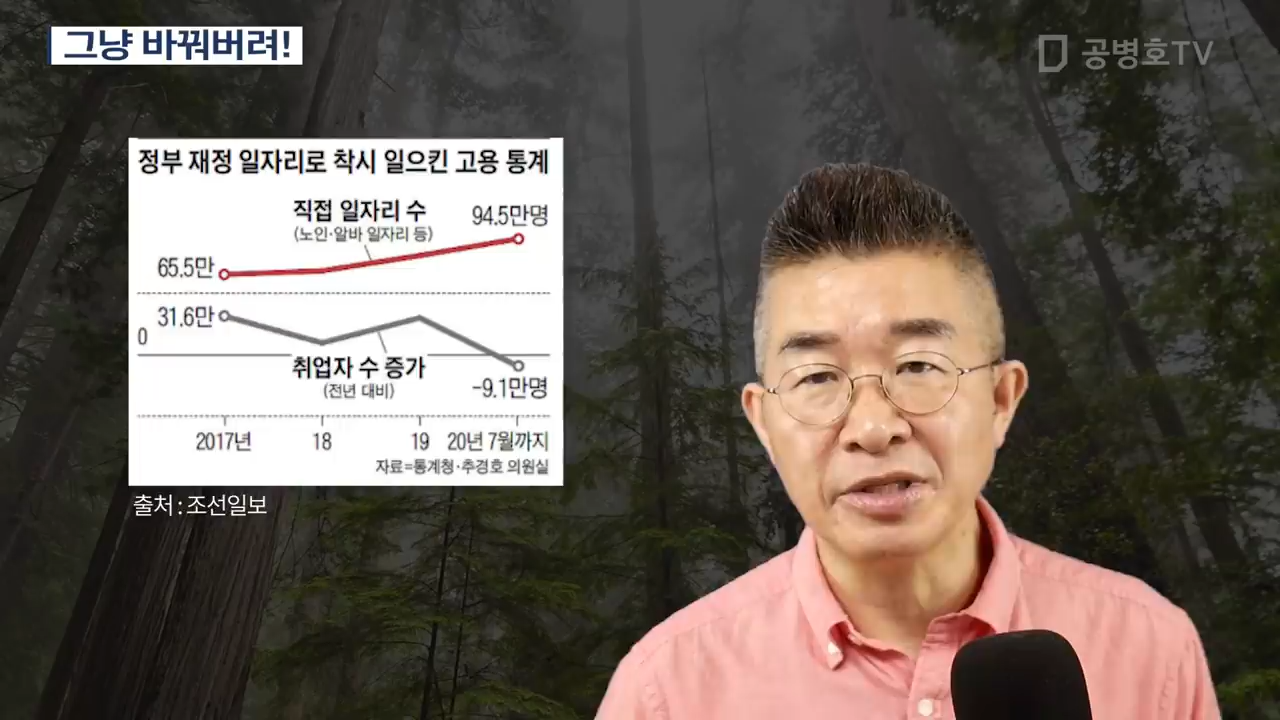 그냥 바꿔버려!
공병호TV
정부 재정 일자리로 착시 일으킨 고용 통계
직접 일자리 수
(노인·알바 일자리 등)
94.5만명
65.5만
31.6만
0
취업자 수 증가
(전년 대비)
-9.1만명
2017년 18 19 20년 7월까지
자료=통계청·추경호 의원실
출처 : 조선일보